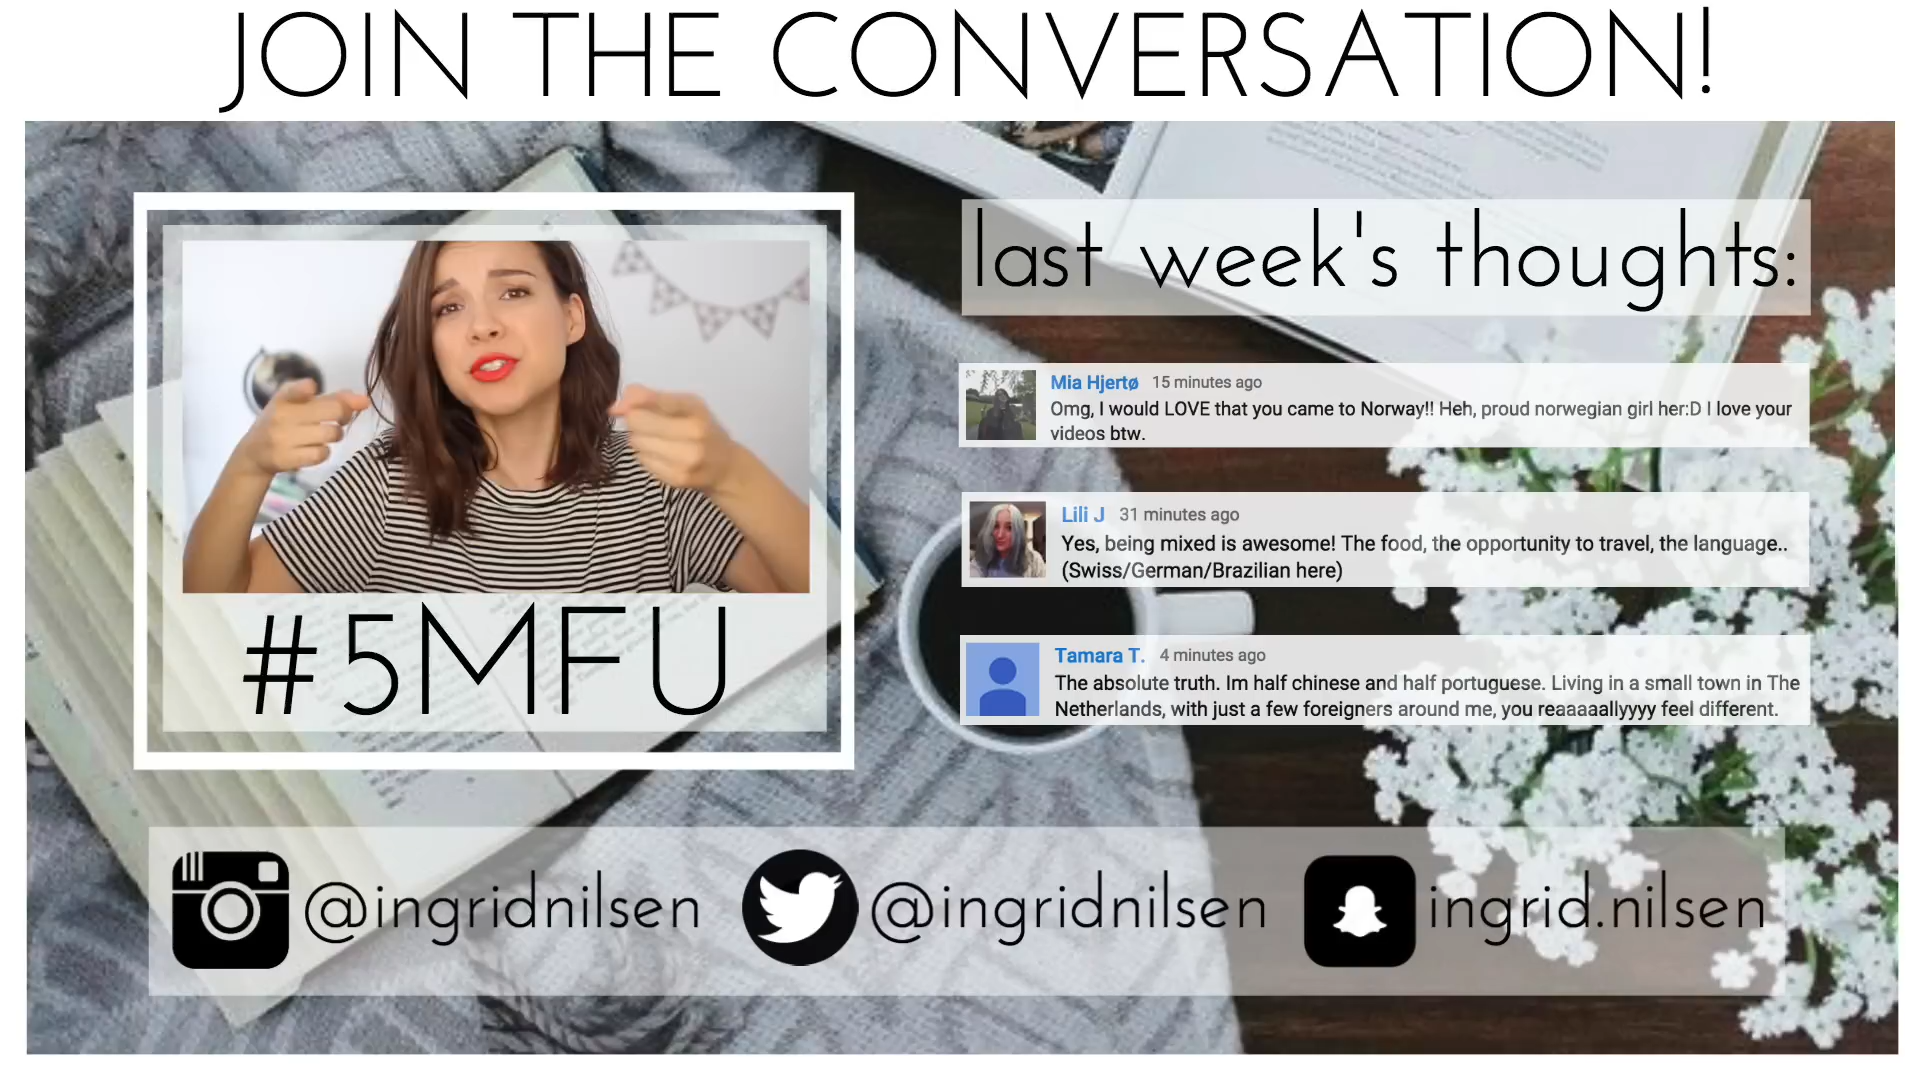 JOIN THE CONVERSATION!
#5MFU
last week's thoughts:
Mia Hjertø 15 minutes ago
Omg, I would LOVE that you came to Norway!! Heh, proud norwegian girl her:D I love your
videos btw.
Lili J 31 minutes ago
Yes, being mixed is awesome! The food, the opportunity to travel, the language..
(Swiss/German/Brazilian here)
Tamara T. 4 minutes ago
The absolute truth. Im half chinese and half portuguese. Living in a small town in The
Netherlands, with just a few foreigners around me, you reaaaaallyyyy feel different.
@ingridnilsen
@ingridnilsen
ingrid.nilsen